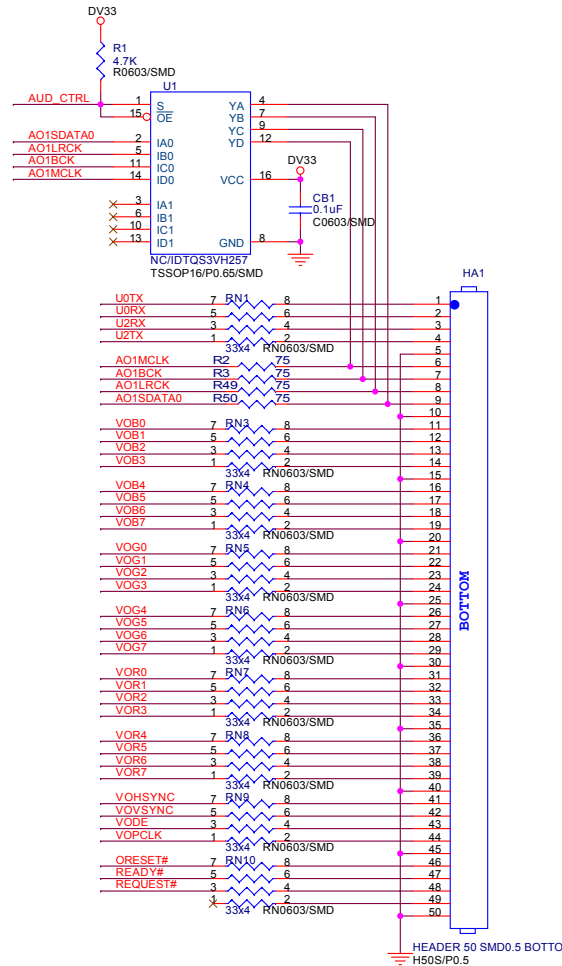 DV33
R1
4.7K
R0603/SMD
U1
AUD_CTRL 1 S YA 4
15 OE YB 7
YC 9
AO1SDATA0 2 IA0 YD 12
AO1LRCK 5 IB0
AO1BCK 11 IC0
AO1MCLK 14 ID0 VCC 16 DV33
3 IA1
6 IB1
10 IC1
13 ID1 GND 8
CB1
0.1uF
C0603/SMD
NC/IDTQS3VH257
TSSOP16/P0.65/SMD
HA1
U0TX 7 RN1 8 1
U0RX 5 6 2
U2RX 3 4 3
U2TX 1 2 4
33x4 RN0603/SMD 5
AO1MCLK R2 75 6
AO1BCK R3 75 7
AO1LRCK R49 75 8
AO1SDATA0 R50 75 9
10
VOB0 7 RN3 8 11
VOB1 5 6 12
VOB2 3 4 13
VOB3 1 2 14
33x4 RN0603/SMD 15
VOB4 7 RN4 8 16
VOB5 5 6 17
VOB6 3 4 18
VOB7 1 2 19
33x4 RN0603/SMD 20
VOG0 7 RN5 8 21
VOG1 5 6 22
VOG2 3 4 23
VOG3 1 2 24
33x4 RN0603/SMD 25
VOG4 7 RN6 8 26
VOG5 5 6 27
VOG6 3 4 28
VOG7 1 2 29
33x4 RN0603/SMD 30
VOR0 7 RN7 8 31
VOR1 5 6 32
VOR2 3 4 33
VOR3 1 2 34
33x4 RN0603/SMD 35
VOR4 7 RN8 8 36
VOR5 5 6 37
VOR6 3 4 38
VOR7 1 2 39
33x4 RN0603/SMD 40
VOHSYNC 7 RN9 8 41
VOVSYNC 5 6 42
VODE 3 4 43
VOPCLK 1 2 44
33x4 RN0603/SMD 45
ORESET# 7 RN10 8 46
READY# 5 6 47
REQUEST# 3 4 48
1 2 49
33x4 RN0603/SMD 50
BOTTOM
HEADER 50 SMD0.5 BOTTO
H50S/P0.5